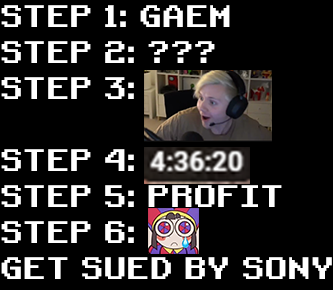 STEP 1: GAEM
STEP 2: ???
STEP 3:
STEP 4: 4:36:20
STEP 5: PROFIT
STEP 6:
GET SUED BY SONY